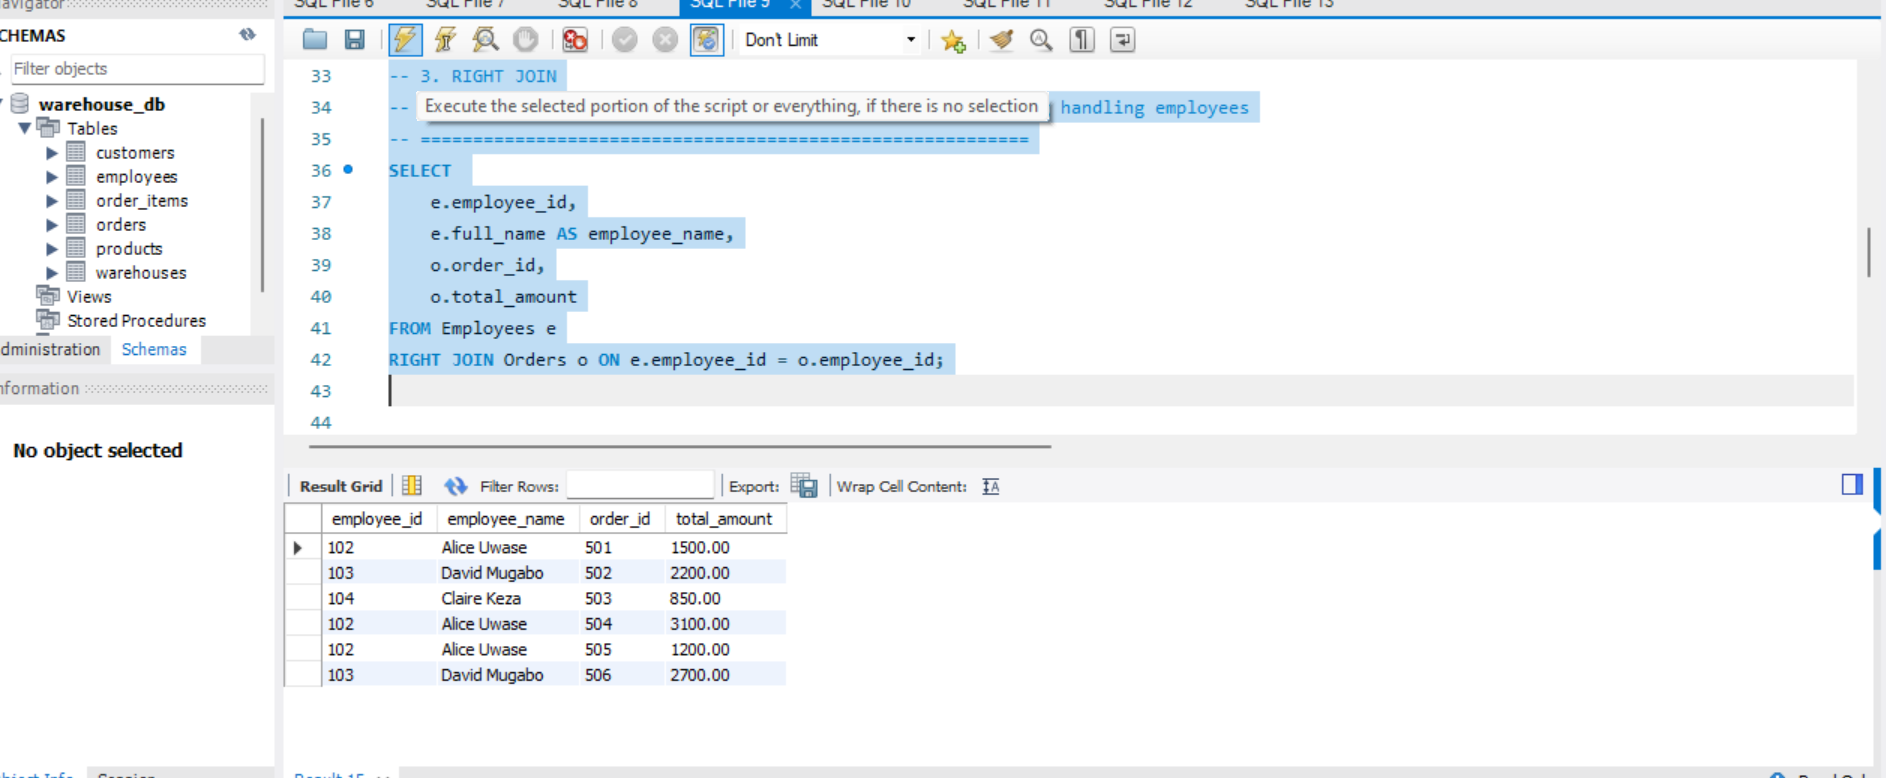 SQL File 6 SQL File 7 SQL File 8 SQL File 9 × SQL File 10 SQL File 11 SQL File 12 SQL File 13
Don't Limit
33 -- 3. RIGHT JOIN
34 -- handling employees
Execute the selected portion of the script or everything, if there is no selection
35 -- ==========================================================
36 SELECT
37 e.employee_id,
38 e.full_name AS employee_name,
39 o.order_id,
40 o.total_amount
41 FROM Employees e
42 RIGHT JOIN Orders o ON e.employee_id = o.employee_id;
43
44
avigator
CHEMAS
Filter objects
warehouse_db
Tables
customers
employees
order_items
orders
products
warehouses
Views
Stored Procedures
dministration Schemas
nformation
No object selected
Result Grid Filter Rows: Export: Wrap Cell Content: IA
employee_id employee_name order_id total_amount
102 Alice Uwase 501 1500.00
103 David Mugabo 502 2200.00
104 Claire Keza 503 850.00
102 Alice Uwase 504 3100.00
102 Alice Uwase 505 1200.00
103 David Mugabo 506 2700.00
bject Info Session
Result 15